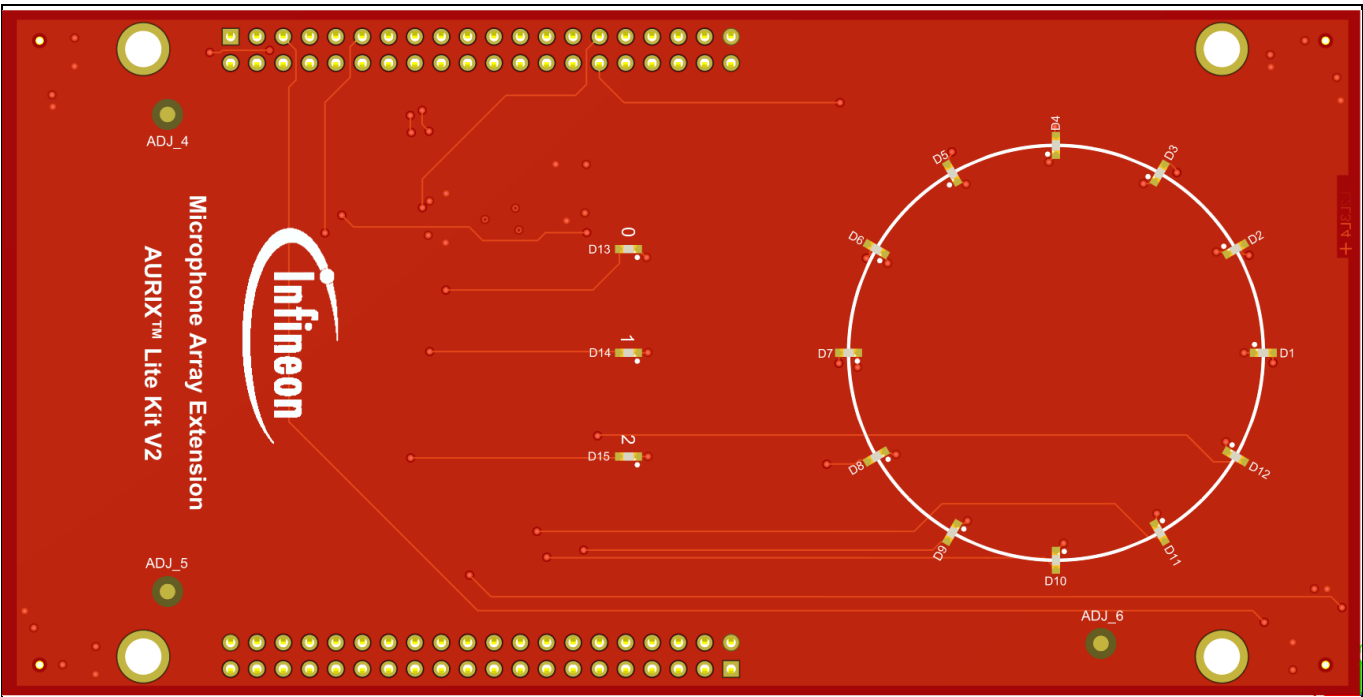 ADJ_4
D4
D5
D3
D6
D2
0
D13
Microphone Array Extension
AURIX™ Lite Kit V2
Infineon
1
D14
D7
D1
2
D15
D8
D12
D9
D11
D10
ADJ_5
ADJ_6